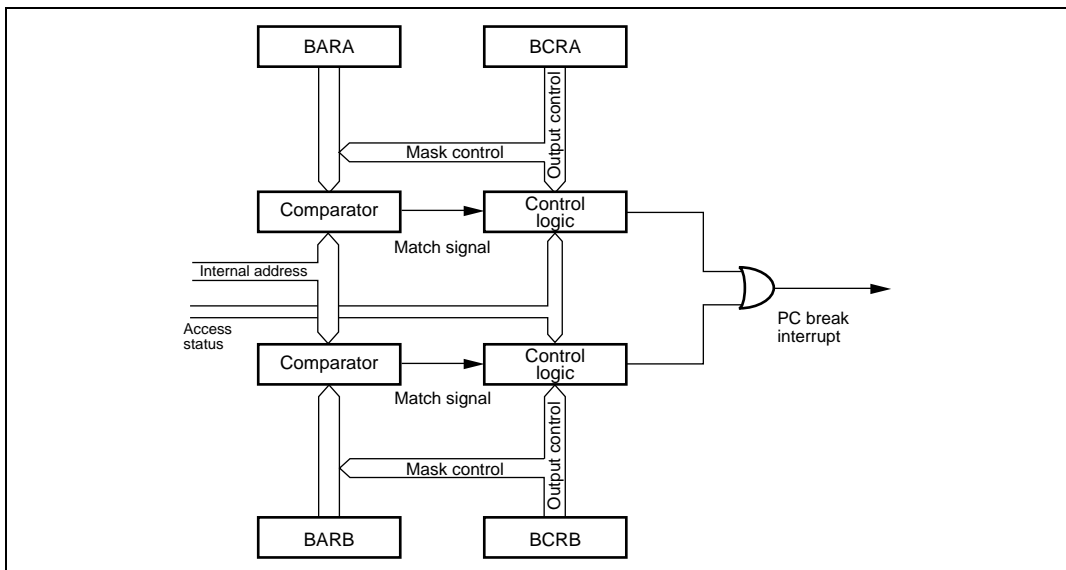 BARA
BCRA
Output control
Mask control
Comparator
Control
logic
Match signal
Internal address
Access
status
PC break
interrupt
Comparator
Control
logic
Match signal
Output control
Mask control
BARB
BCRB